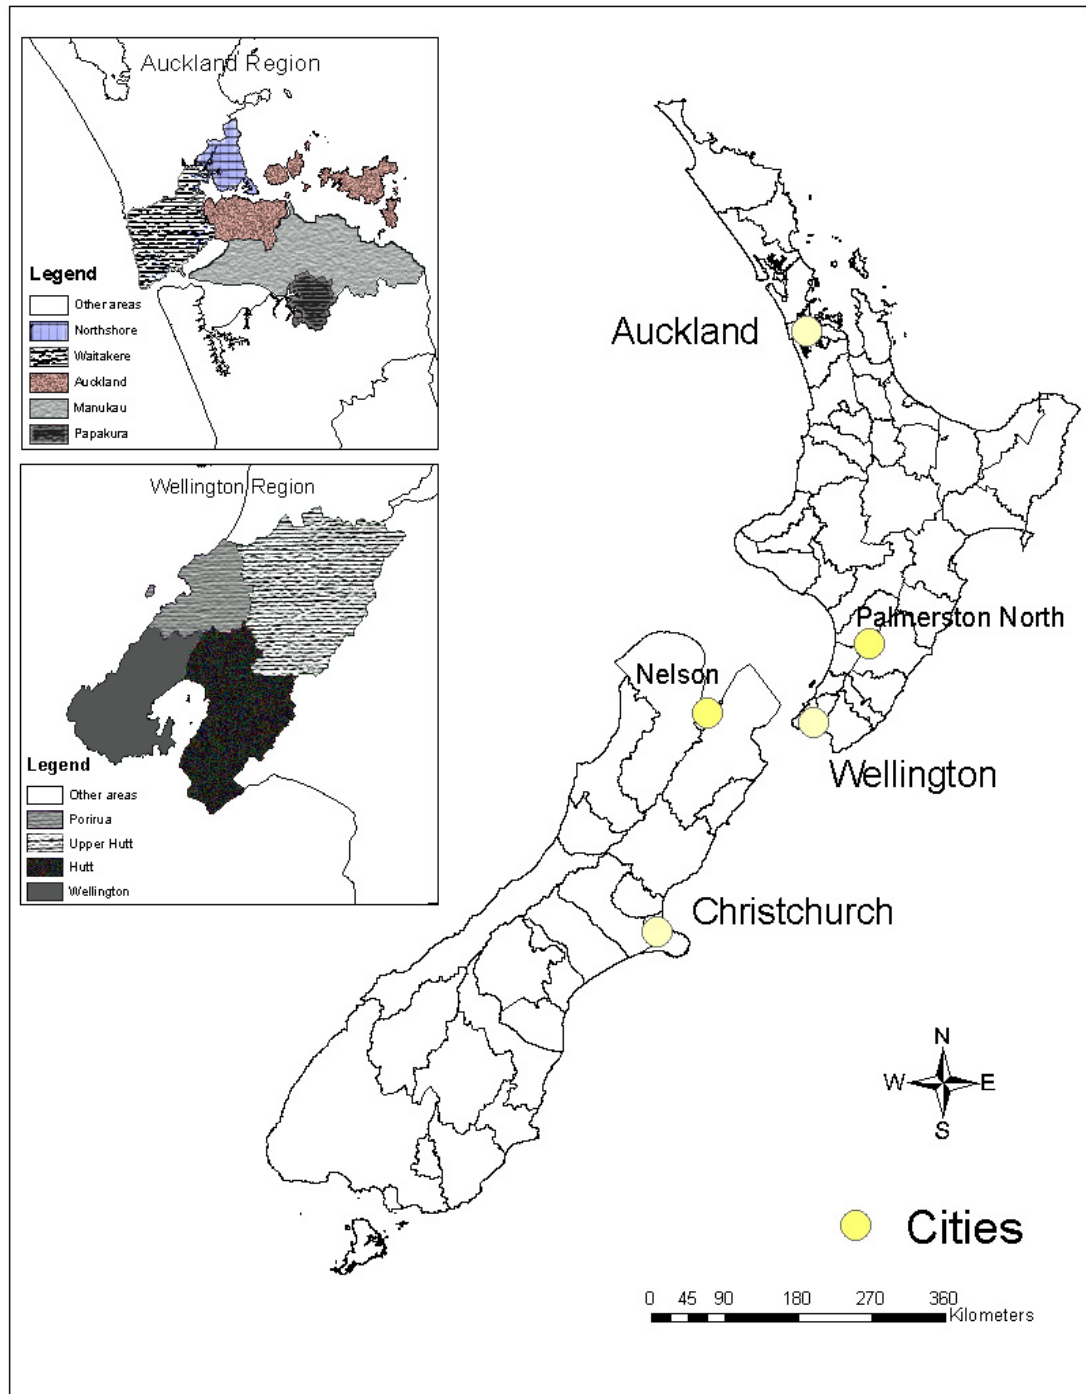 Auckland Region
Legend
Other areas
Northshore
Waitakere
Auckland
Manukau
Papakura
Wellington Region
Legend
Other areas
Porirua
Upper Hutt
Hutt
Wellington
Auckland
Palmerston North
Nelson
Wellington
Christchurch
N
W E
S
Cities
0 45 90 180 270 360
Kilometers